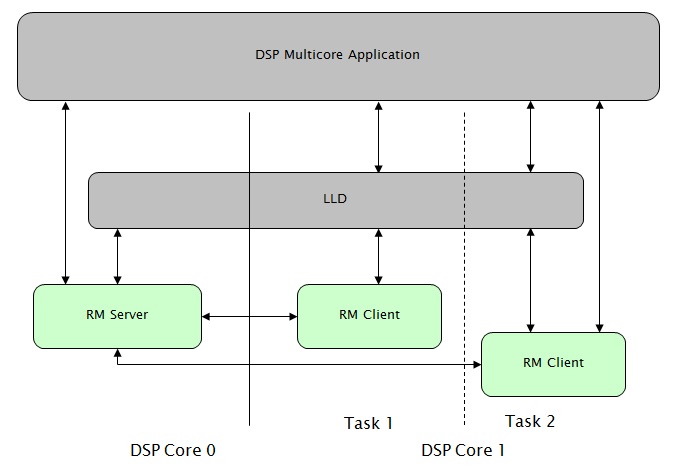 DSP Multicore Application
LLD
RM Server
RM Client
RM Client
Task 1
Task 2
DSP Core 0
DSP Core 1